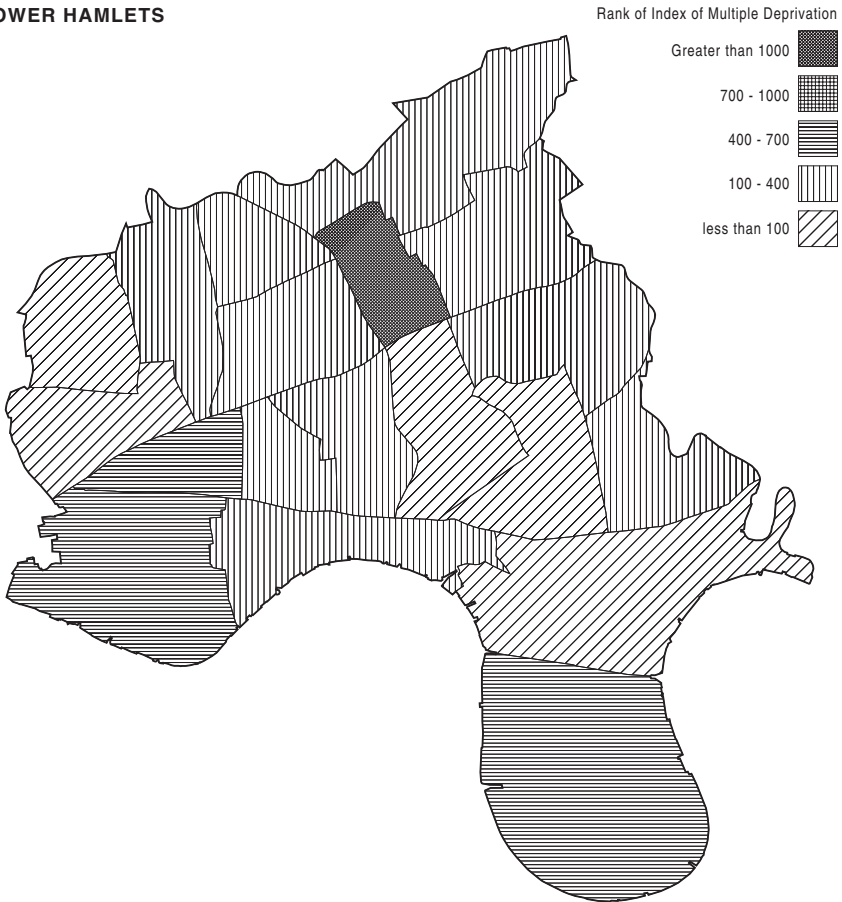 OWER HAMLETS
Rank of Index of Multiple Deprivation
Greater than 1000
700 - 1000
400 - 700
100 - 400
less than 100